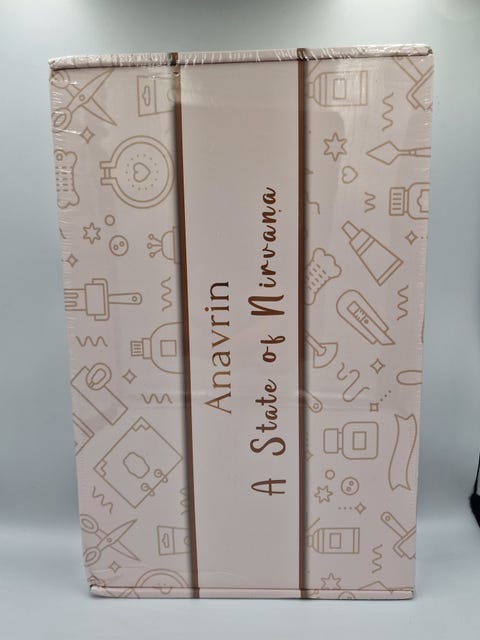 Anavrin
A State of Nirvana